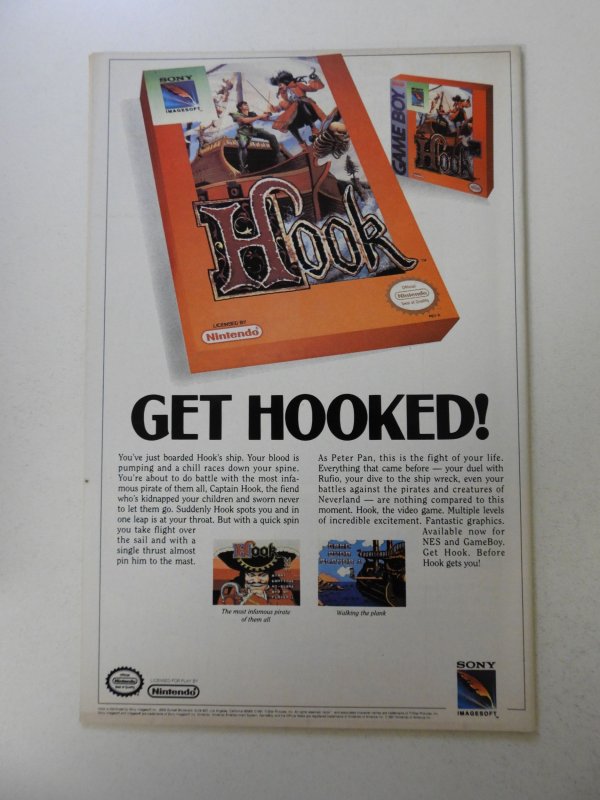 SONY
IMAGESOFT
GAME BOY
Hook
Hook
Official
Nintendo
Seal of Quality
LICENSED BY
Nintendo
GET HOOKED!
You've just boarded Hook's ship. Your blood is
pumping and a chill races down your spine.
You're about to do battle with the most infa-
mous pirate of them all, Captain Hook, the fiend
who's kidnapped your children and sworn never
to let them go. Suddenly Hook spots you and in
one leap is at your throat. But with a quick spin
you take flight over
the sail and with a
single thrust almost
pin him to the mast.
As Peter Pan, this is the fight of your life.
Everything that came before — your duel with
Rufio, your dive to the ship wreck, even your
battles against the pirates and creatures of
Neverland — are nothing compared to this
moment. Hook, the video game. Multiple levels
of incredible excitement. Fantastic graphics.
Available now for
NES and GameBoy.
Get Hook. Before
Hook gets you!
Hook
The most infamous pirate
of them all
Walking the plank
Nintendo
LICENSED FOR PLAY BY
Nintendo
SONY
IMAGESOFT